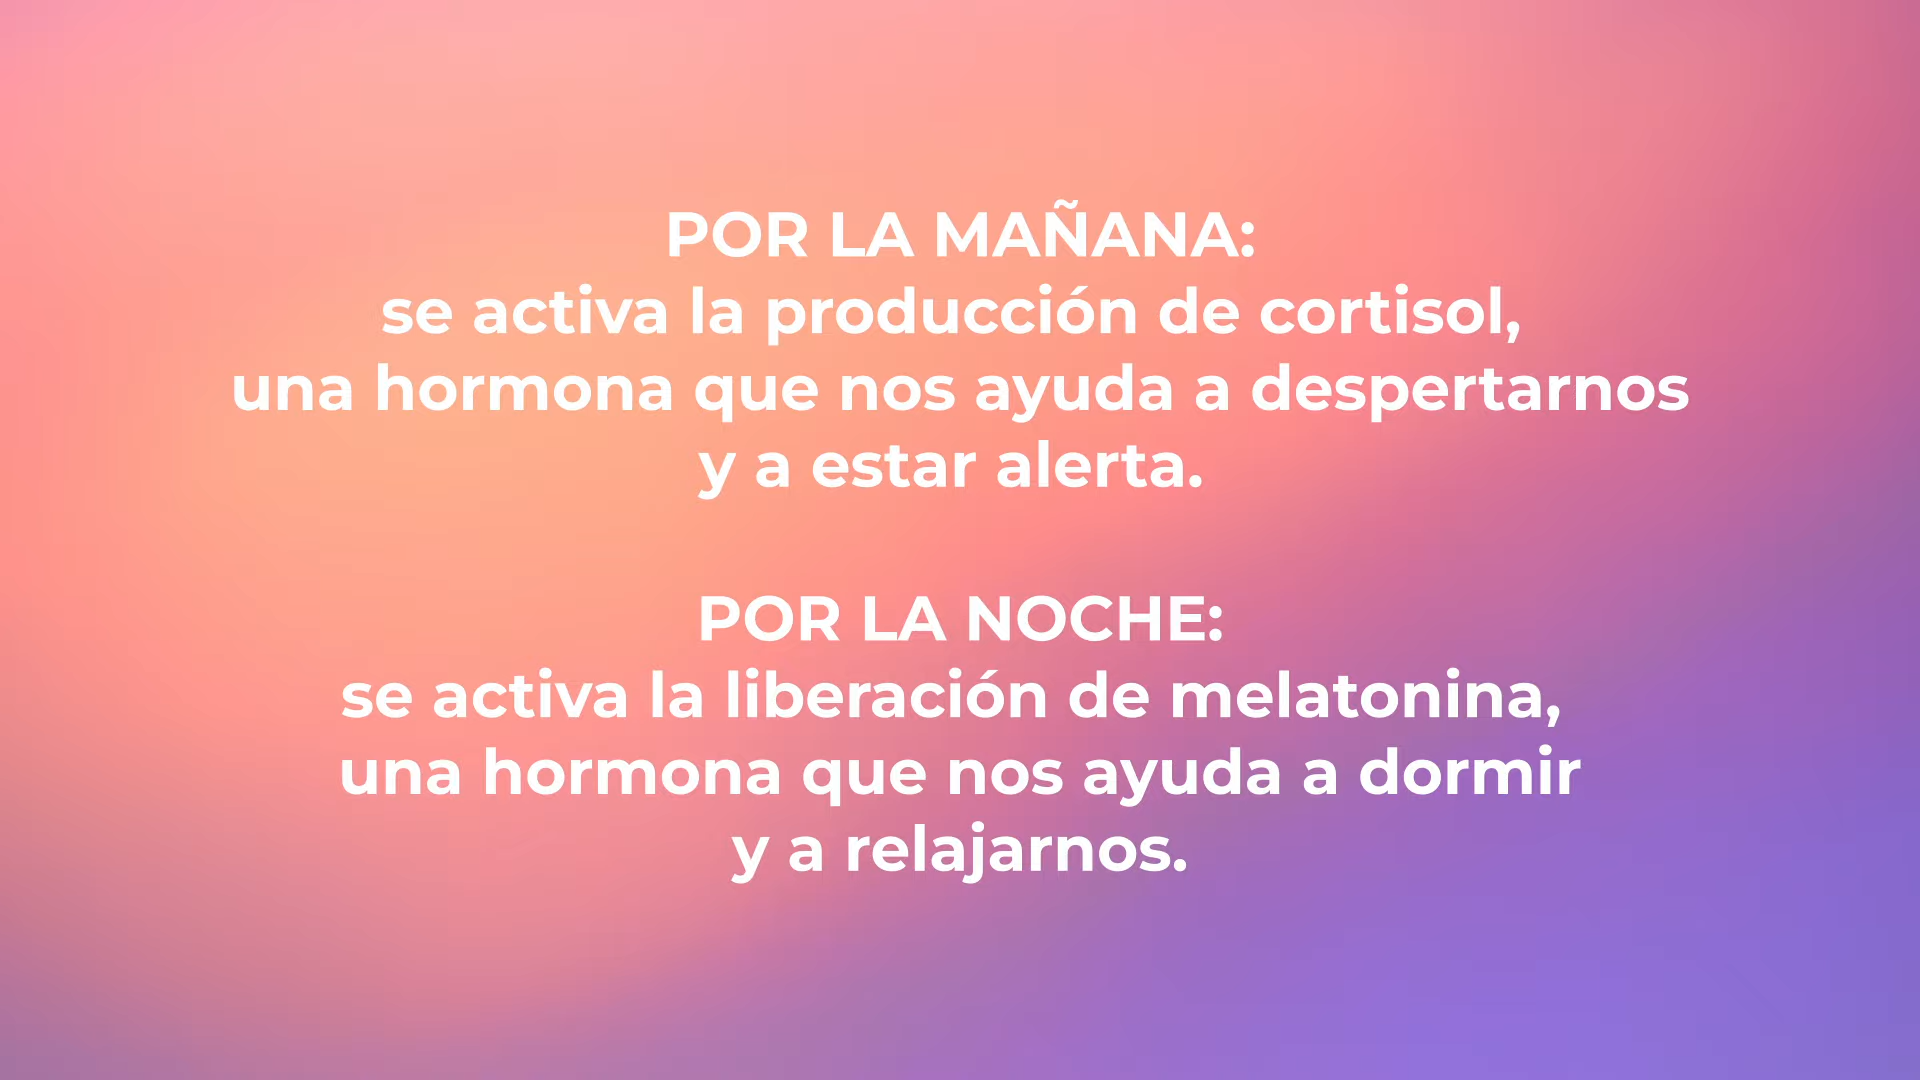 POR LA MAÑANA:
se activa la producción de cortisol,
una hormona que nos ayuda a despertarnos
y a estar alerta.
POR LA NOCHE:
se activa la liberación de melatonina,
una hormona que nos ayuda a dormir
y a relajarnos.